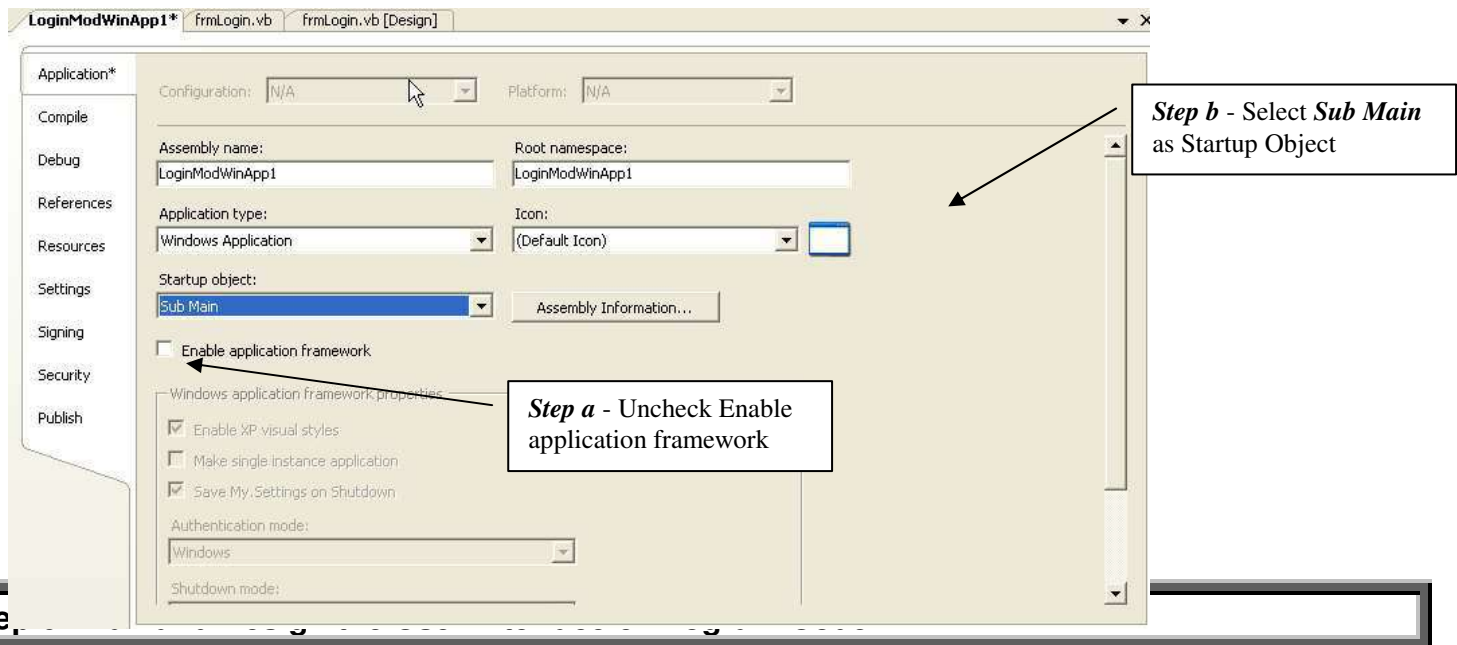 LoginModWinApp1* frmLogin.vb frmLogin.vb [Design]
Application*
Compile
Debug
References
Resources
Settings
Signing
Security
Publish
Configuration: N/A Platform: N/A
Assembly name: Root namespace:
LoginModWinApp1 LoginModWinApp1
Application type: Icon:
Windows Application (Default Icon)
Startup object:
Sub Main Assembly Information...
Enable application framework
Windows application framework properties
Enable XP visual styles
Make single instance application
Save My.Settings on Shutdown
Authentication mode:
Windows
Shutdown mode:
Step b - Select Sub Main
as Startup Object
Step a - Uncheck Enable
application framework